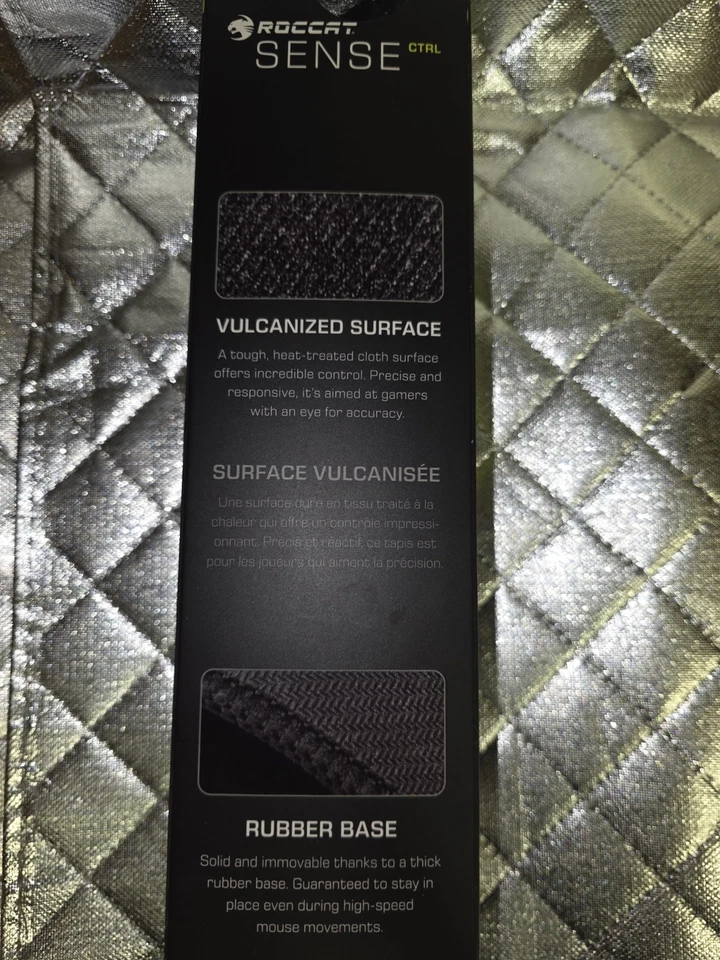 ROCCAT
SENSE CTRL
VULCANIZED SURFACE
A tough, heat-treated cloth surface
offers incredible control. Precise and
responsive, it's aimed at gamers
with an eye for accuracy.
SURFACE VULCANISÉE
Une surface dure en tissu traité à la
chaleur qui offre un contrôle impressi-
onnant. Précis et réactif, ce tapis est
pour les joueurs qui aiment la précision.
RUBBER BASE
Solid and immovable thanks to a thick
rubber base. Guaranteed to stay in
place even during high-speed
mouse movements.